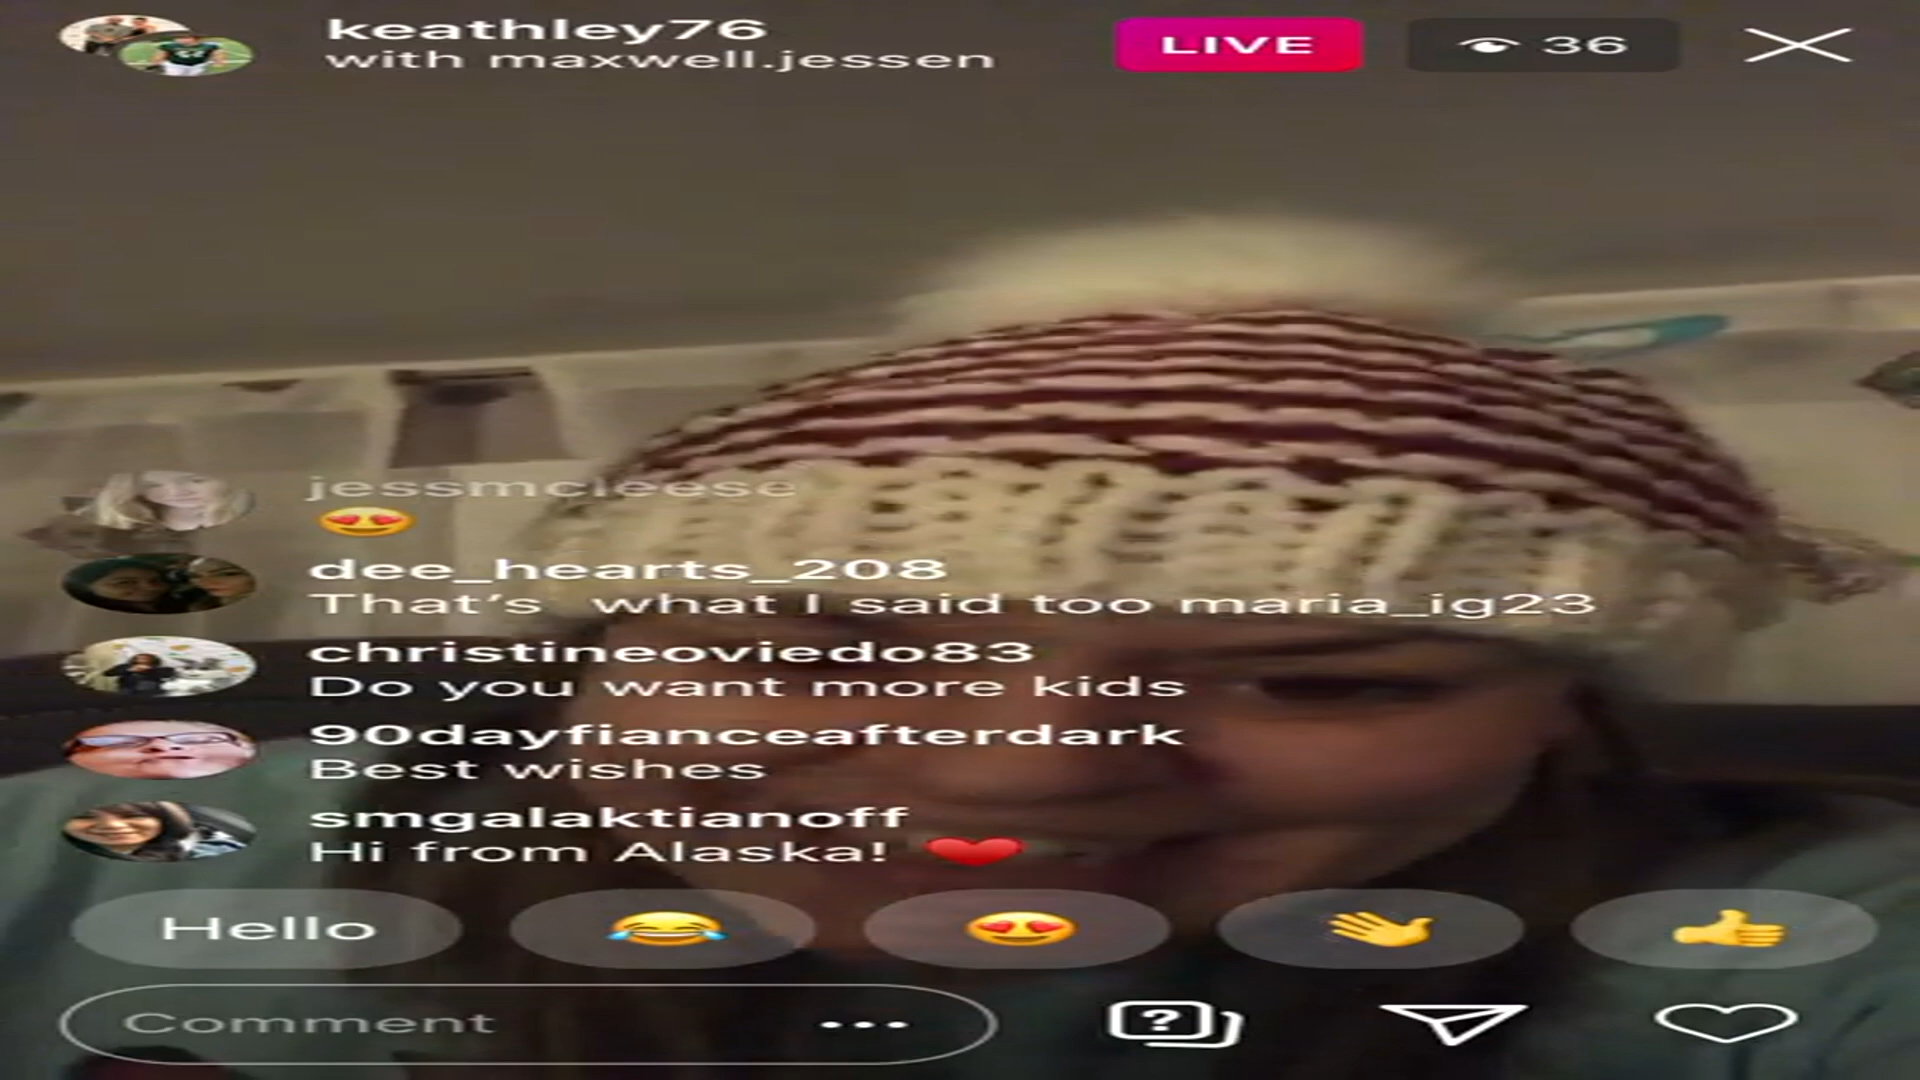 keathley76
with maxwell.jessen
LIVE
36
jessmcleese
😍
dee_hearts_208
That's what I said too maria_ig23
christineoviedo83
Do you want more kids
90dayfianceafterdark
Best wishes
smgalaktianoff
Hi from Alaska! ❤️
Hello
😂
😍
👋
👍
Comment
?